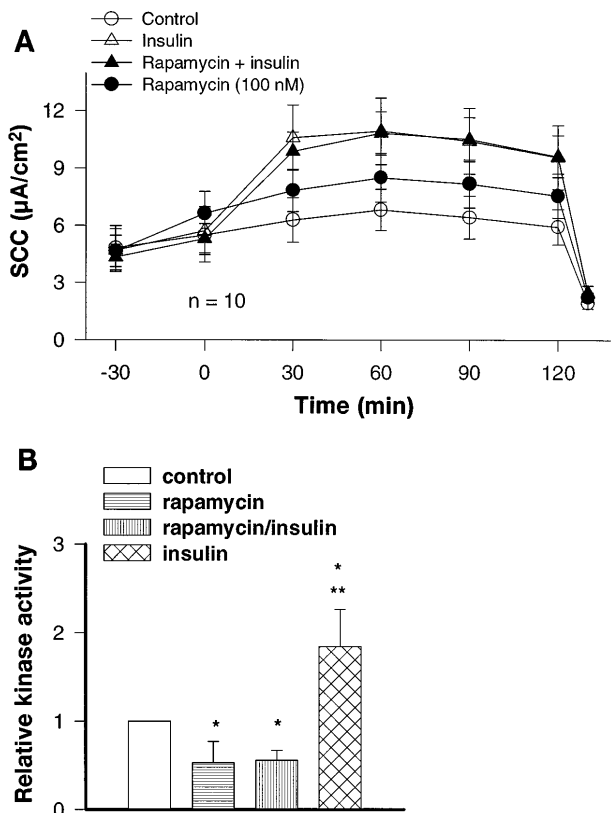 A
Control
Insulin
Rapamycin + insulin
Rapamycin (100 nM)
SCC (µA/cm²)
12
9
6
3
0
n = 10
-30 0 30 60 90 120
Time (min)
B
control
rapamycin
rapamycin/insulin
insulin
Relative kinase activity
3
2
1
0
*
**
* *